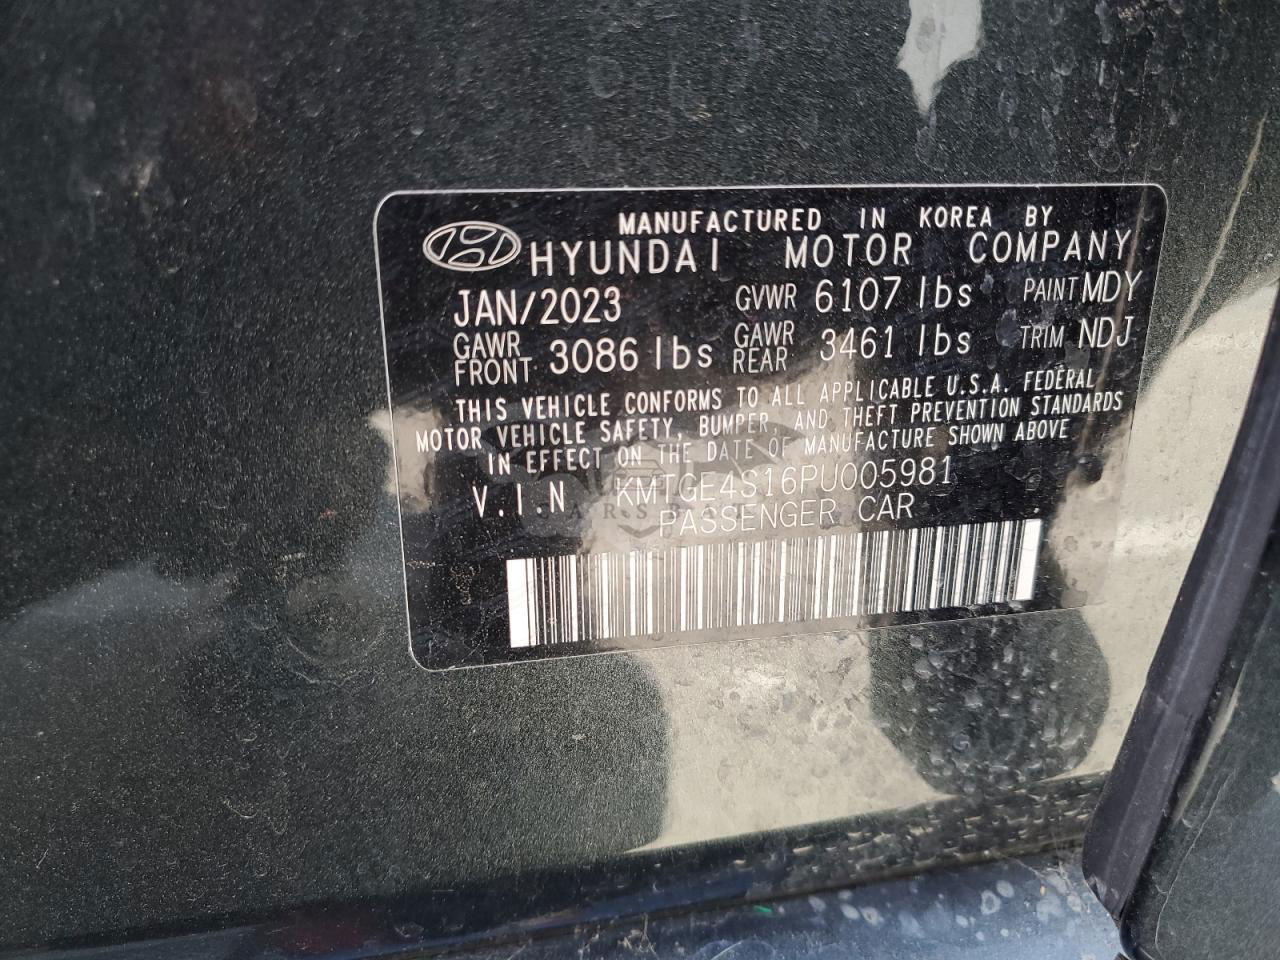 MANUFACTURED IN KOREA BY
HYUNDAI MOTOR COMPANY
JAN/2023 GVWR 6107 lbs PAINT MDY
GAWR FRONT 3086 lbs GAWR REAR 3461 lbs TRIM NDJ
THIS VEHICLE CONFORMS TO ALL APPLICABLE U.S.A. FEDERAL
MOTOR VEHICLE SAFETY, BUMPER, AND THEFT PREVENTION STANDARDS
IN EFFECT ON THE DATE OF MANUFACTURE SHOWN ABOVE
V.I.N KMTGE4S16PU005981
PASSENGER CAR